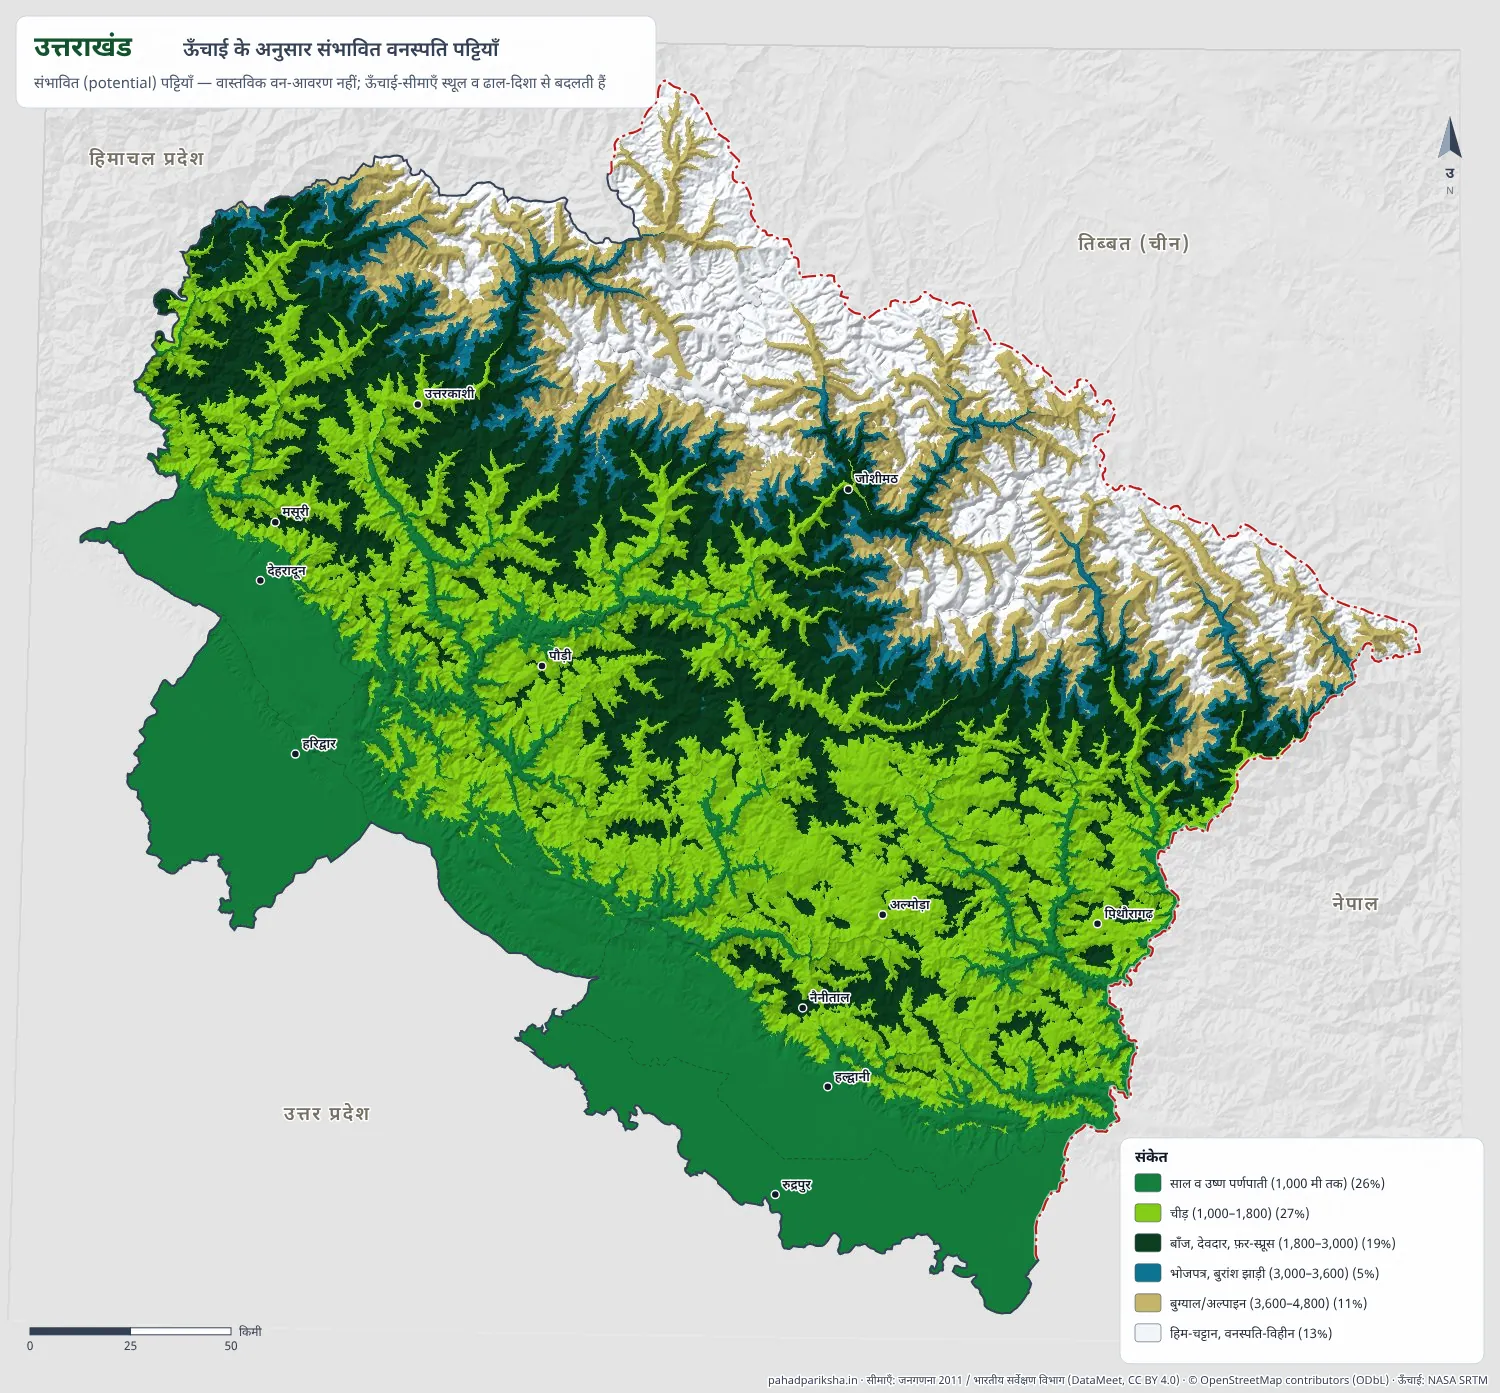 उत्तराखंड ऊँचाई के अनुसार संभावित वनस्पति पट्टियाँ
संभावित (potential) पट्टियाँ — वास्तविक वन-आवरण नहीं; ऊँचाई-सीमाएँ स्थूल व ढाल-दिशा से बदलती हैं
हिमाचल प्रदेश
उ
N
तिब्बत (चीन)
उत्तरकाशी
जोशीमठ
मसूरी
देहरादून
पौड़ी
हरिद्वार
अल्मोड़ा
पिथौरागढ़
नेपाल
नैनीताल
हल्द्वानी
उत्तर प्रदेश
रुद्रपुर
संकेत
साल व उष्ण पर्णपाती (1,000 मी तक) (26%)
चीड़ (1,000–1,800) (27%)
बाँज, देवदार, फ़र-स्प्रूस (1,800–3,000) (19%)
भोजपत्र, बुरांश झाड़ी (3,000–3,600) (5%)
बुग्याल/अल्पाइन (3,600–4,800) (11%)
हिम-चट्टान, वनस्पति-विहीन (13%)
किमी
0 25 50
pahadpariksha.in · सीमाएँ: जनगणना 2011 / भारतीय सर्वेक्षण विभाग (DataMeet, CC BY 4.0) · © OpenStreetMap contributors (ODbL) · ऊँचाई: NASA SRTM